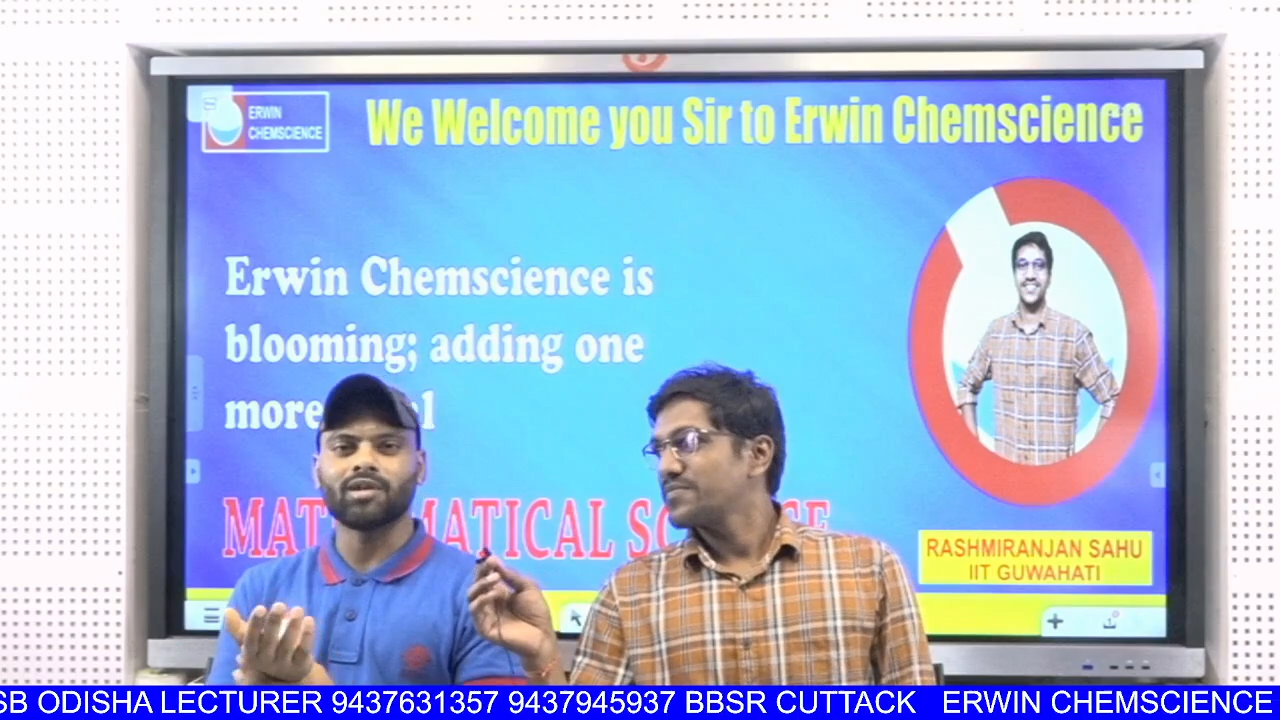 ERWIN
CHEMSCIENCE
We Welcome you Sir to Erwin Chemscience
Erwin Chemscience is
blooming; adding one
more
RASHMIRANJAN SAHU
IIT GUWAHATI
SB ODISHA LECTURER 9437631357 9437945937 BBSR CUTTACK ERWIN CHEMSCIENCE